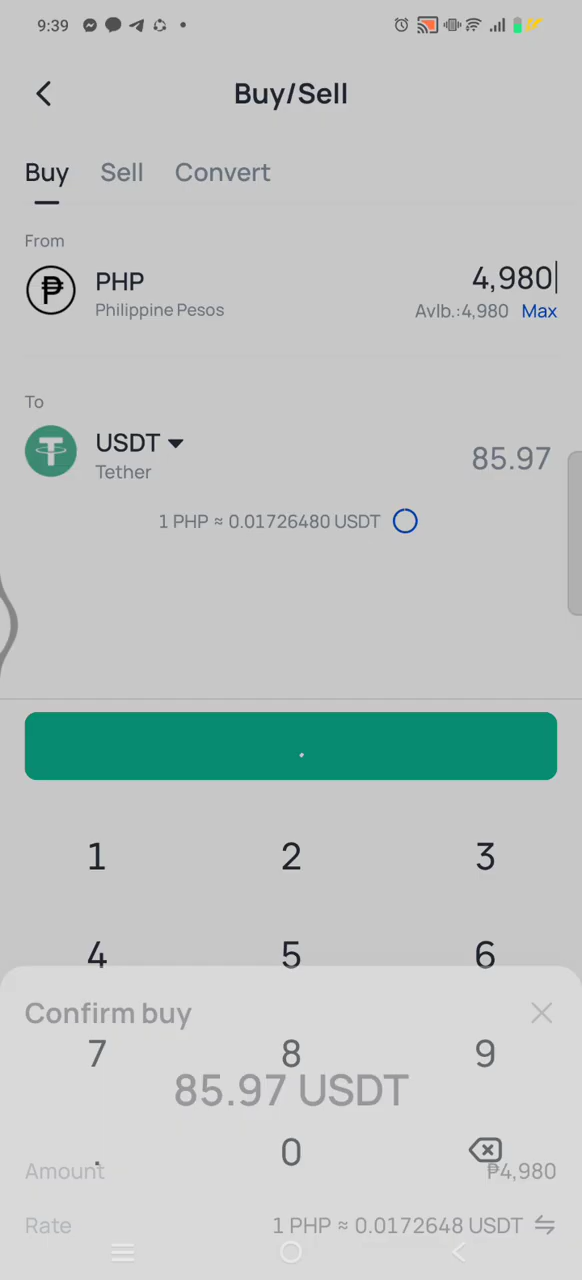 9:39
Buy/Sell
Buy Sell Convert
From
PHP 4,980
Philippine Pesos Avlb.:4,980 Max
To
USDT 85.97
Tether
1 PHP ≈ 0.01726480 USDT
.
1 2 3
4 5 6
Confirm buy
7 8 9
85.97 USDT
. 0
Amount ₱4,980
Rate 1 PHP ≈ 0.0172648 USDT